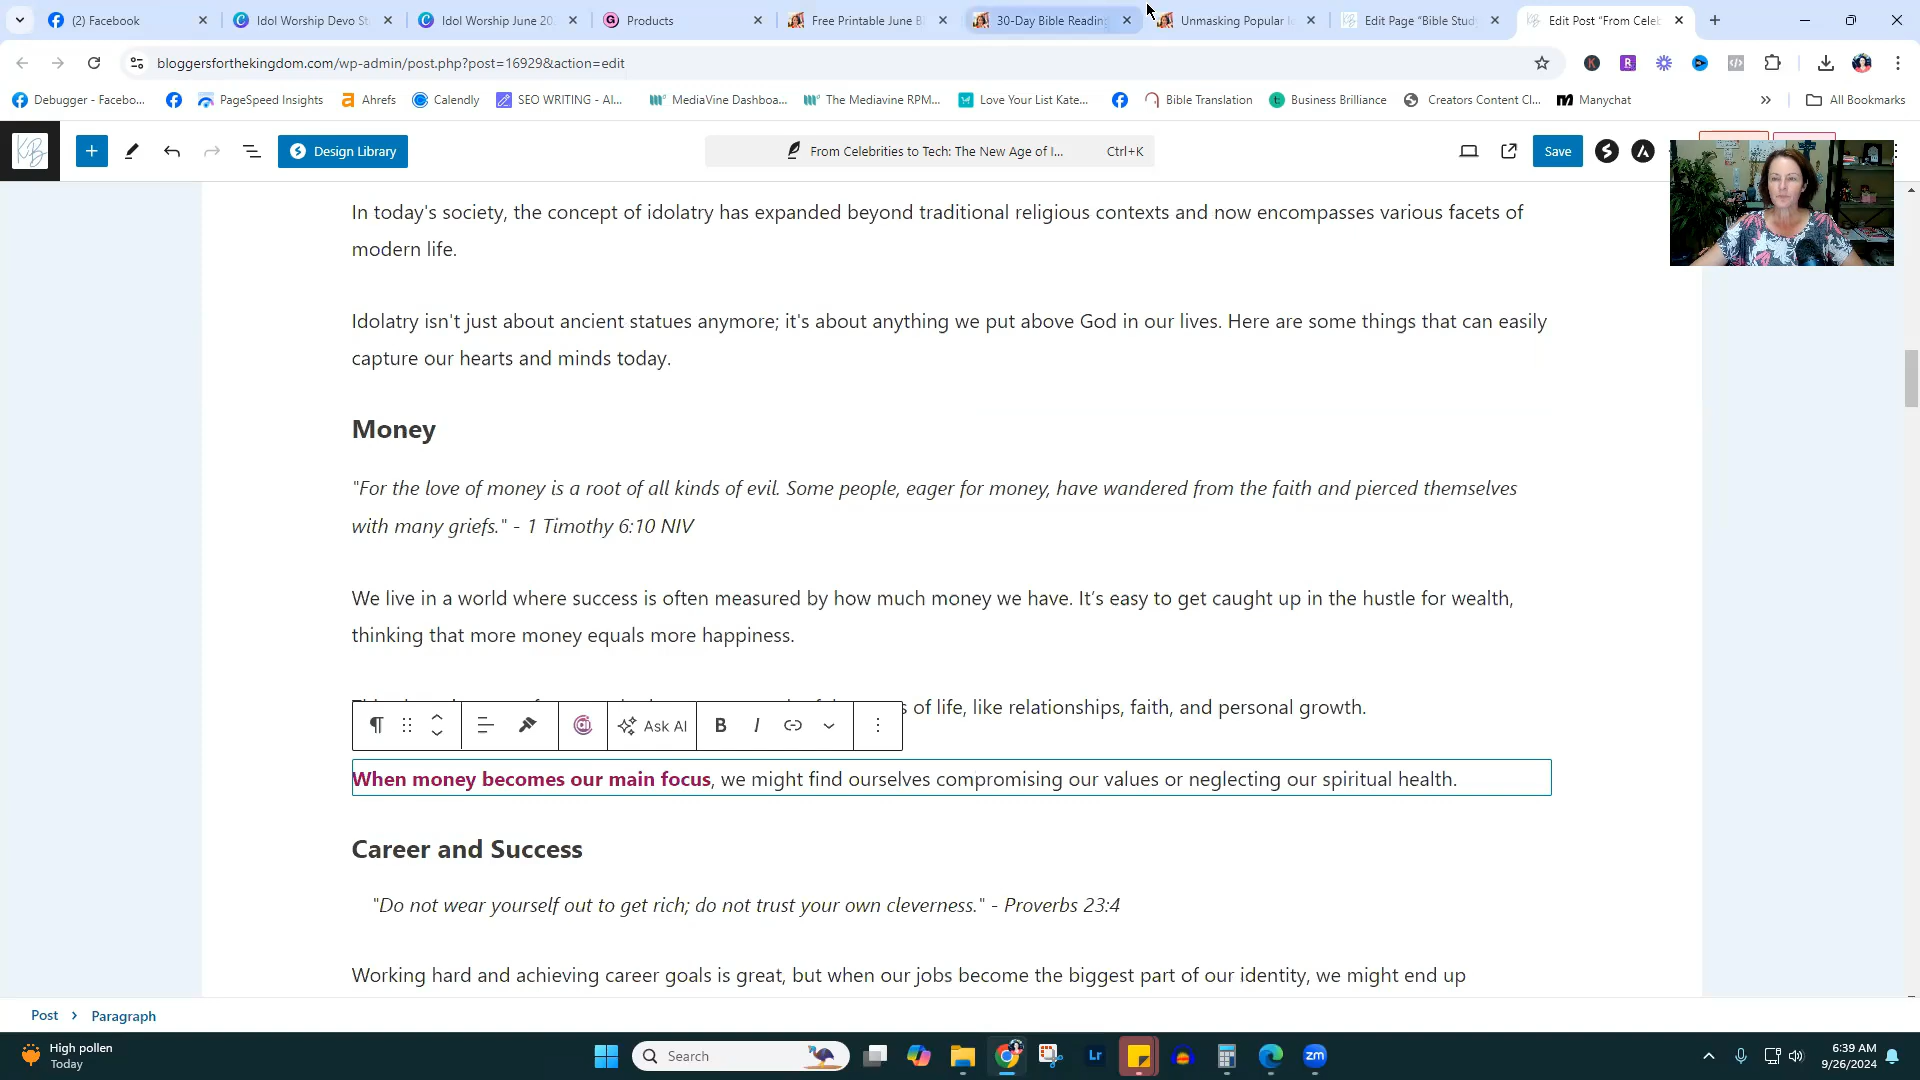 (2) Facebook
Idol Worship Devo St
Idol Worship June 20
Products
Free Printable June B
30-Day Bible Reading
Unmasking Popular
Edit Page "Bible Stud
Edit Post "From Celeb
bloggersforthekingdom.com/wp-admin/post.php?post=16929&action=edit
Debugger - Facebo...
PageSpeed Insights
Ahrefs
Calendly
SEO WRITING - AI...
MediaVine Dashboa...
The Mediavine RPM...
Love Your List Kate...
Bible Translation
Business Brilliance
Creators Content Cl...
Manychat
All Bookmarks
Design Library
From Celebrities to Tech: The New Age of I...
Ctrl+K
Save
In today's society, the concept of idolatry has expanded beyond traditional religious contexts and now encompasses various facets of
modern life.
Idolatry isn't just about ancient statues anymore; it's about anything we put above God in our lives. Here are some things that can easily
capture our hearts and minds today.
Money
"For the love of money is a root of all kinds of evil. Some people, eager for money, have wandered from the faith and pierced themselves
with many griefs." - 1 Timothy 6:10 NIV
We live in a world where success is often measured by how much money we have. It’s easy to get caught up in the hustle for wealth,
thinking that more money equals more happiness.
of life, like relationships, faith, and personal growth.
Ask AI
B
I
When money becomes our main focus, we might find ourselves compromising our values or neglecting our spiritual health.
Career and Success
"Do not wear yourself out to get rich; do not trust your own cleverness." - Proverbs 23:4
Working hard and achieving career goals is great, but when our jobs become the biggest part of our identity, we might end up
Post
Paragraph
High pollen
Today
Search
Lr
zm
6:39 AM
9/26/2024